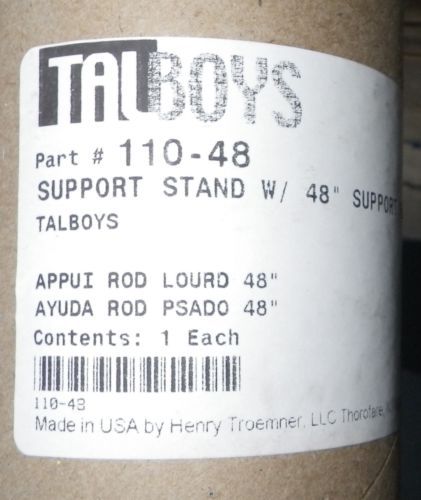 TALBOYS
Part # 110-48
SUPPORT STAND W/ 48" SUPPORT
TALBOYS
APPUI ROD LOURD 48"
AYUDA ROD PSADO 48"
Contents: 1 Each
110-48
Made in USA by Henry Troemner, LLC Thorofare,